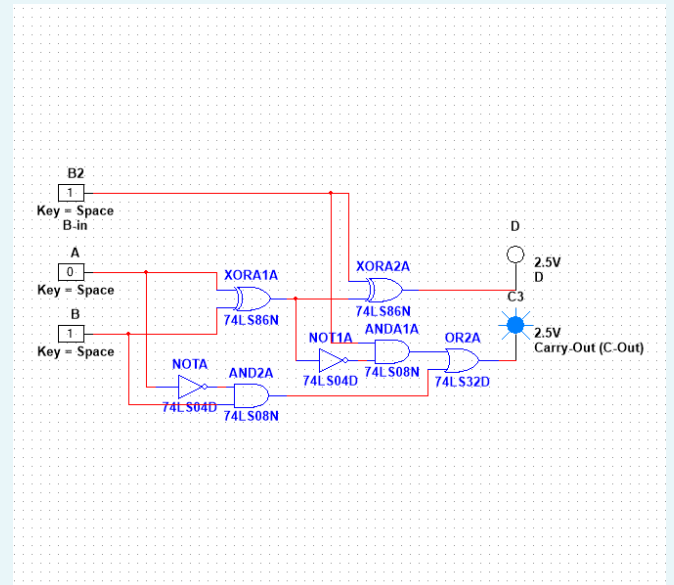 B2
1
Key = Space
B-in
A
0
Key = Space
B
1
Key = Space
XORA1A
74LS86N
XORA2A
74LS86N
NOT1A
74LS04D
ANDA1A
74LS08N
OR2A
74LS32D
NOTA
74LS04D
AND2A
74LS08N
D
2.5V
D
C3
2.5V
Carry-Out (C-Out)